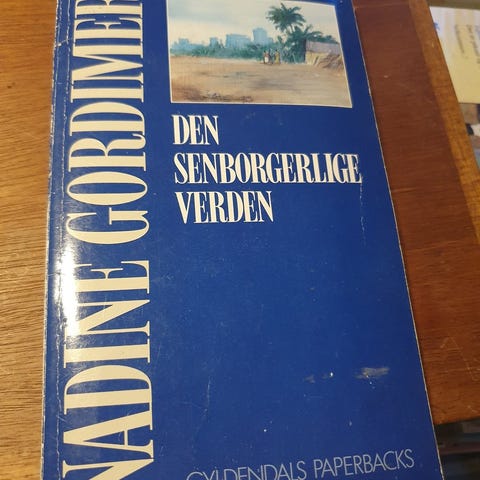 NADINE GORDIMER
DEN
SENBORGERLIGE
VERDEN
GYLDENDALS PAPERBACKS